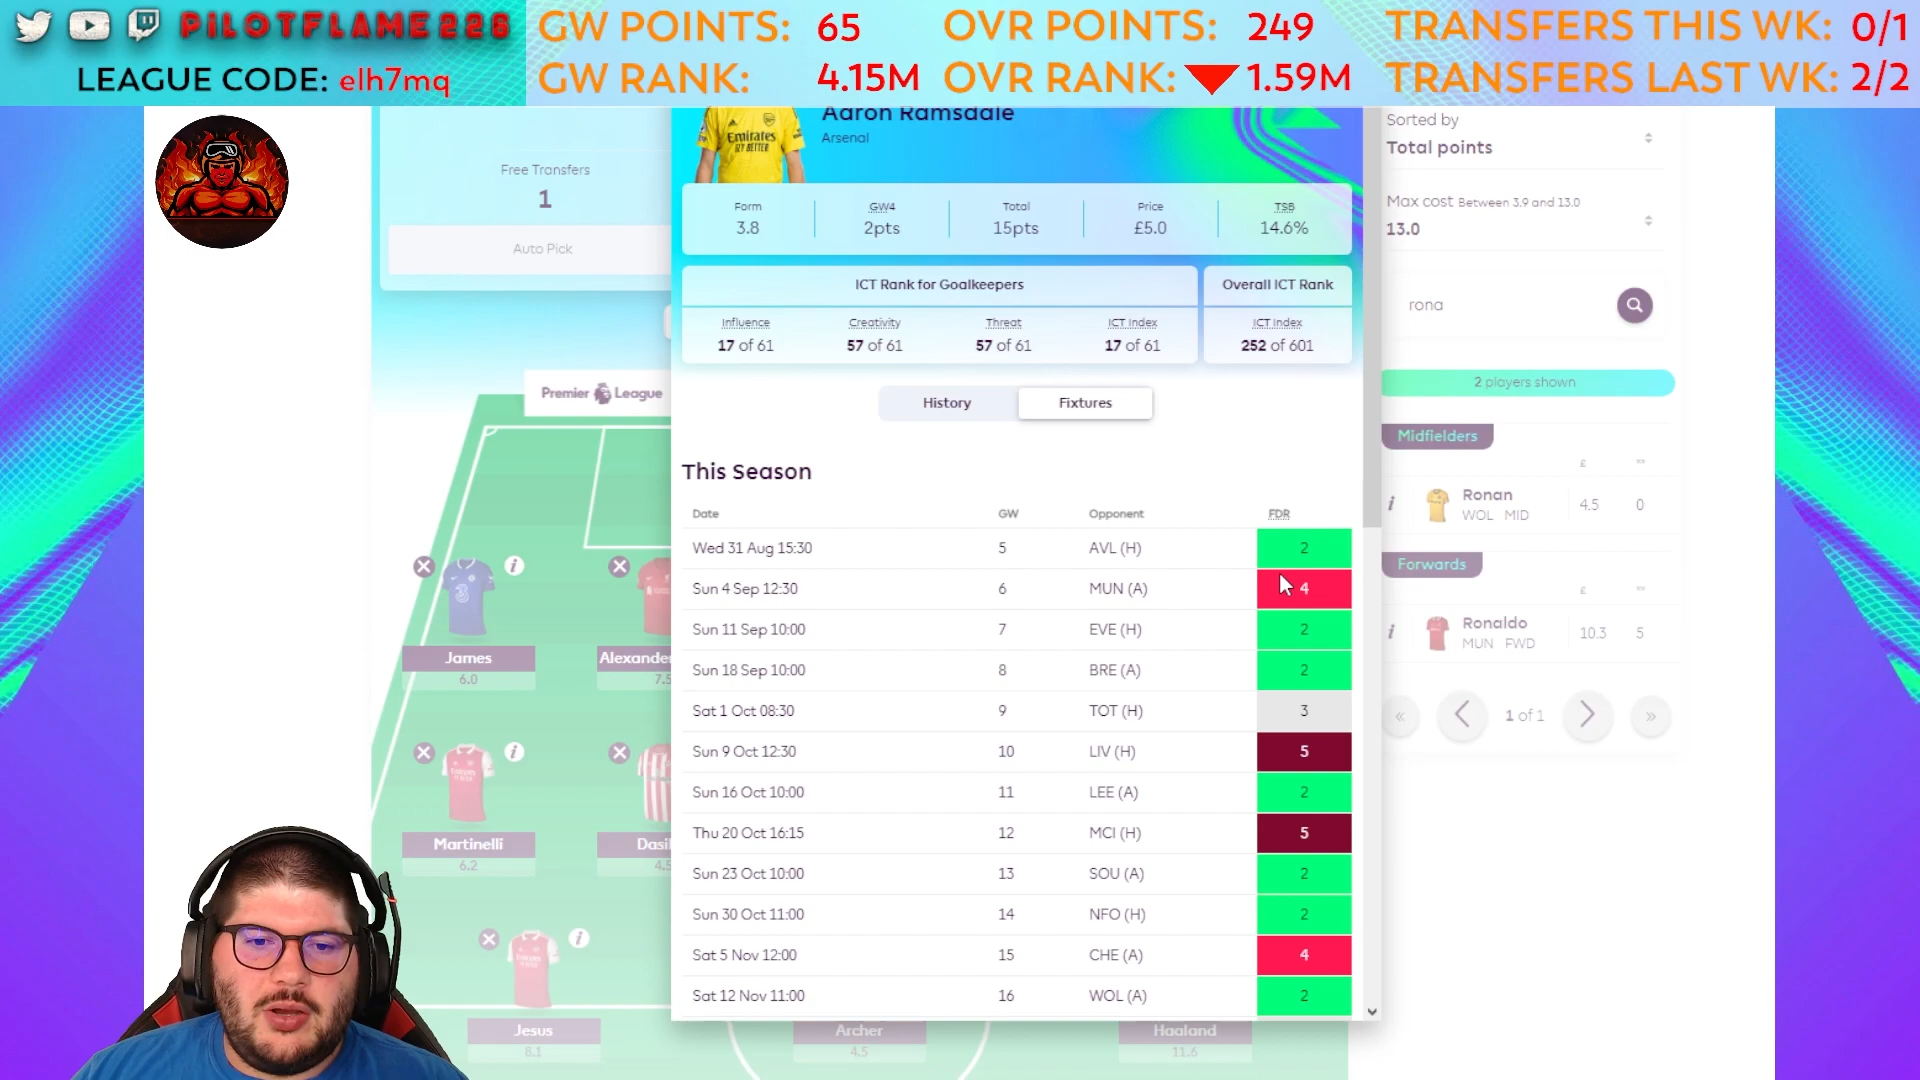 PILOTFLAME228
LEAGUE CODE: elh7mq
GW POINTS: 65
OVR POINTS: 249
TRANSFERS THIS WK: 0/1
GW RANK: 4.15M
OVR RANK: 1.59M
TRANSFERS LAST WK: 2/2
Free Transfers
1
Auto Pick
Premier League
James
6.0
Alexander
7.5
Martinelli
6.2
Dasil
4.5
Jesus
8.1
Archer
4.5
Haaland
11.6
Emirates
FLY BETTER
Aaron Ramsdale
Arsenal
Form GW4 Total Price TSB
3.8 2pts 15pts £5.0 14.6%
ICT Rank for Goalkeepers
Overall ICT Rank
Influence Creativity Threat ICT Index ICT Index
17 of 61 57 of 61 57 of 61 17 of 61 252 of 601
History Fixtures
This Season
Date GW Opponent FDR
Wed 31 Aug 15:30 5 AVL (H) 2
Sun 4 Sep 12:30 6 MUN (A) 4
Sun 11 Sep 10:00 7 EVE (H) 2
Sun 18 Sep 10:00 8 BRE (A) 2
Sat 1 Oct 08:30 9 TOT (H) 3
Sun 9 Oct 12:30 10 LIV (H) 5
Sun 16 Oct 10:00 11 LEE (A) 2
Thu 20 Oct 16:15 12 MCI (H) 5
Sun 23 Oct 10:00 13 SOU (A) 2
Sun 30 Oct 11:00 14 NFO (H) 2
Sat 5 Nov 12:00 15 CHE (A) 4
Sat 12 Nov 11:00 16 WOL (A) 2
Sorted by
Total points
Max cost Between 3.9 and 13.0
13.0
rona
2 players shown
Midfielders
£ **
i Ronan 4.5 0
WOL MID
Forwards
£ **
i Ronaldo 10.3 5
MUN FWD
« 1 of 1 »